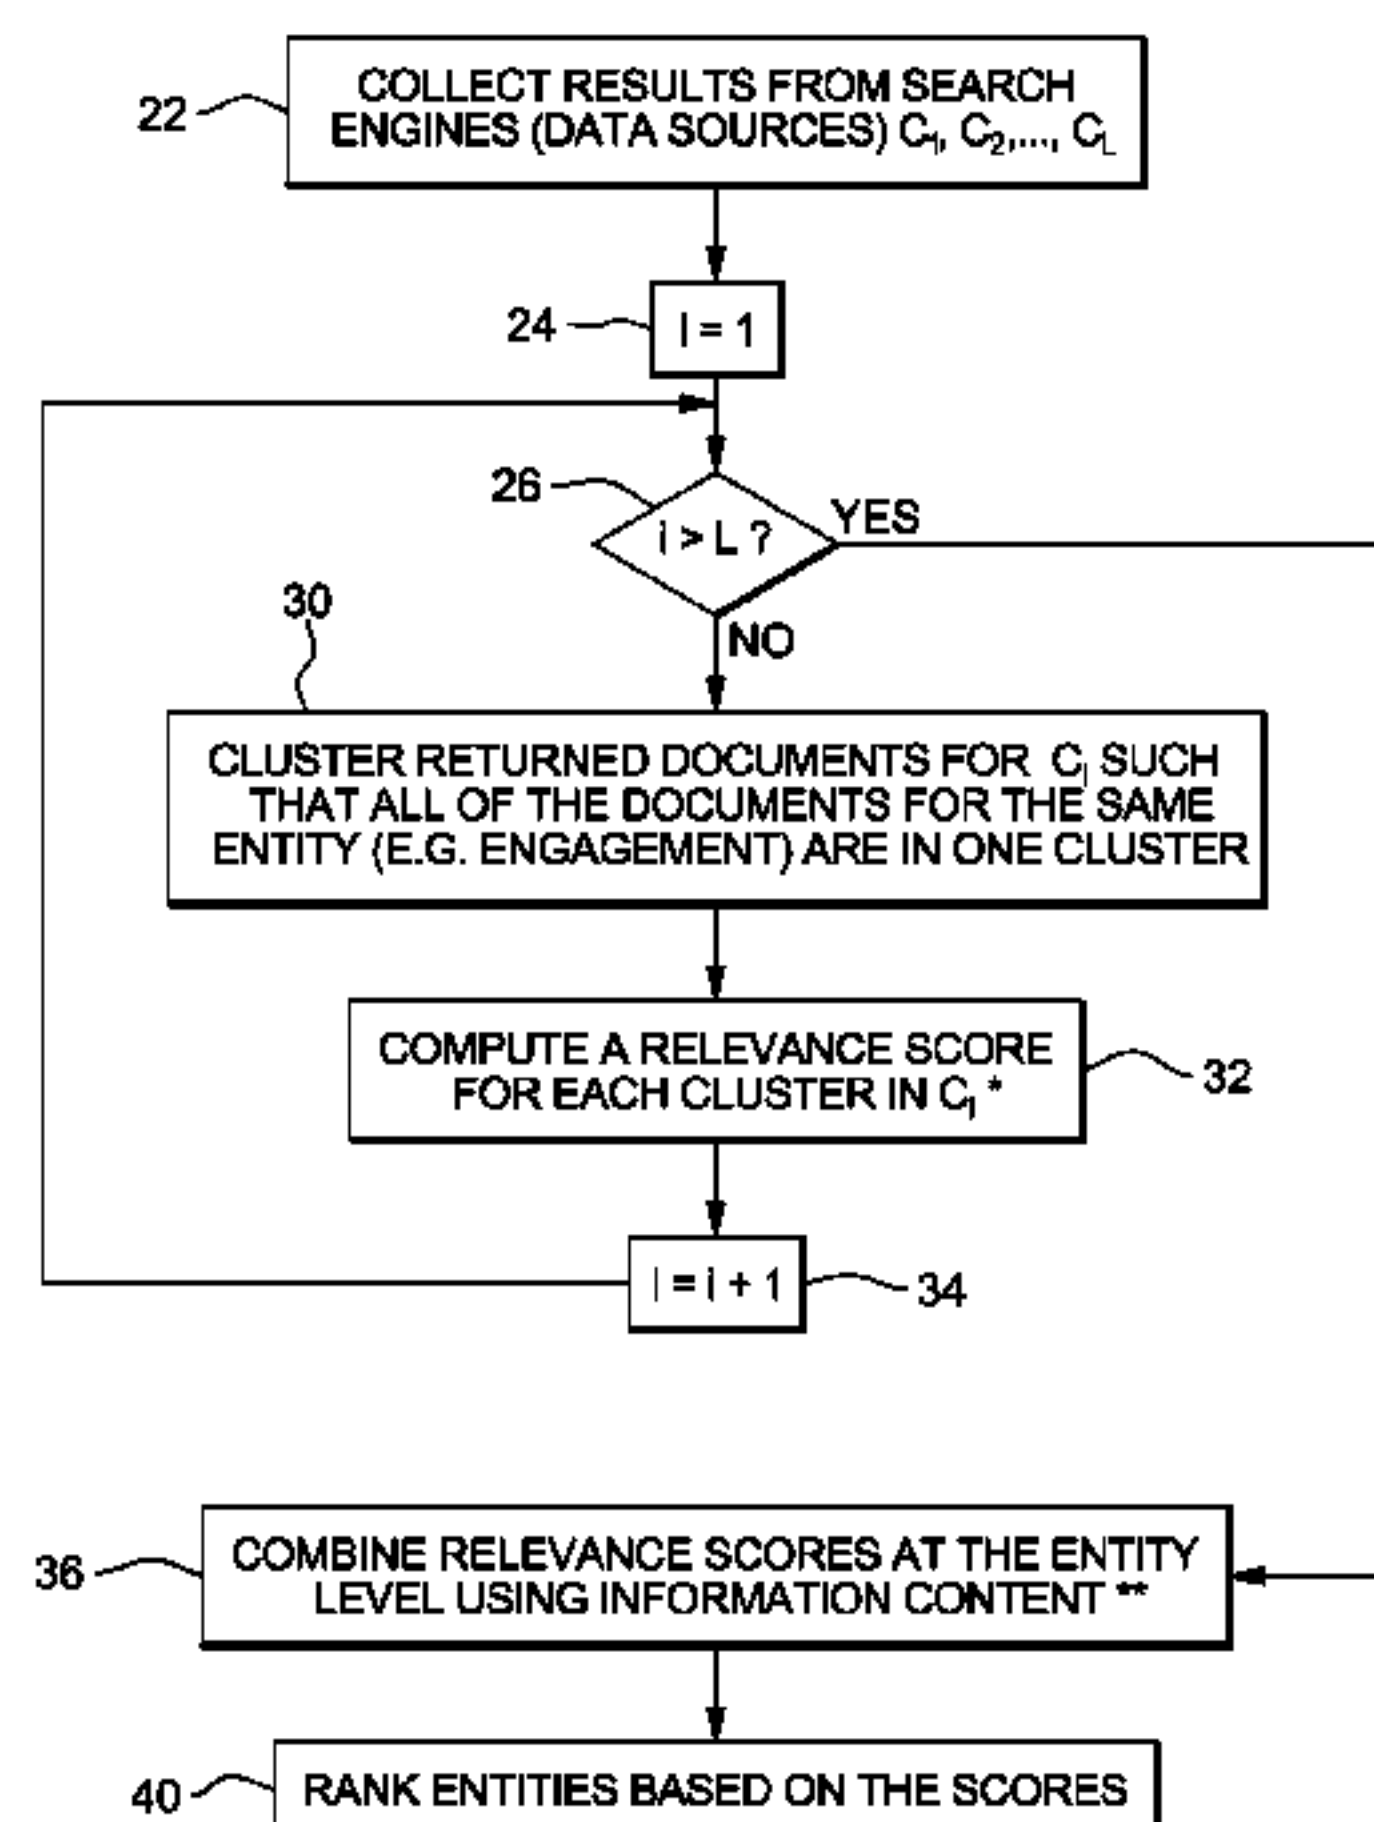 COLLECT RESULTS FROM SEARCH
22
ENGINES (DATA SOURCES) C₁, C₂,..., C_L
24
I = 1
26
i > L ?
YES
30
NO
CLUSTER RETURNED DOCUMENTS FOR C_i SUCH
THAT ALL OF THE DOCUMENTS FOR THE SAME
ENTITY (E.G. ENGAGEMENT) ARE IN ONE CLUSTER
COMPUTE A RELEVANCE SCORE
FOR EACH CLUSTER IN C_i *
32
I = i + 1
34
36
COMBINE RELEVANCE SCORES AT THE ENTITY
LEVEL USING INFORMATION CONTENT **
40
RANK ENTITIES BASED ON THE SCORES